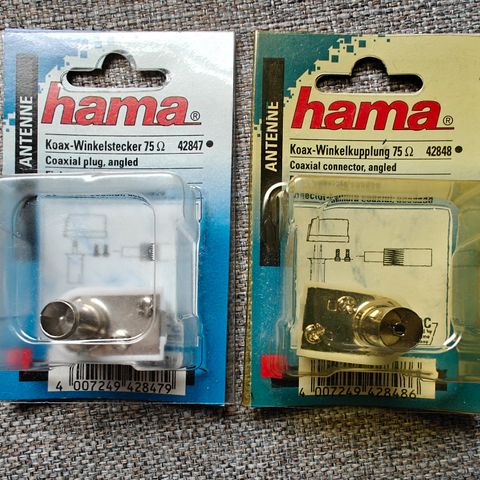 ANTENNE
hama®
Koax-Winkelstecker 75 Ω 42847
Coaxial plug, angled
4 007249 428479
ANTENNE
hama®
Koax-Winkelkupplung 75 Ω 42848
Coaxial connector, angled
4 007249 428486